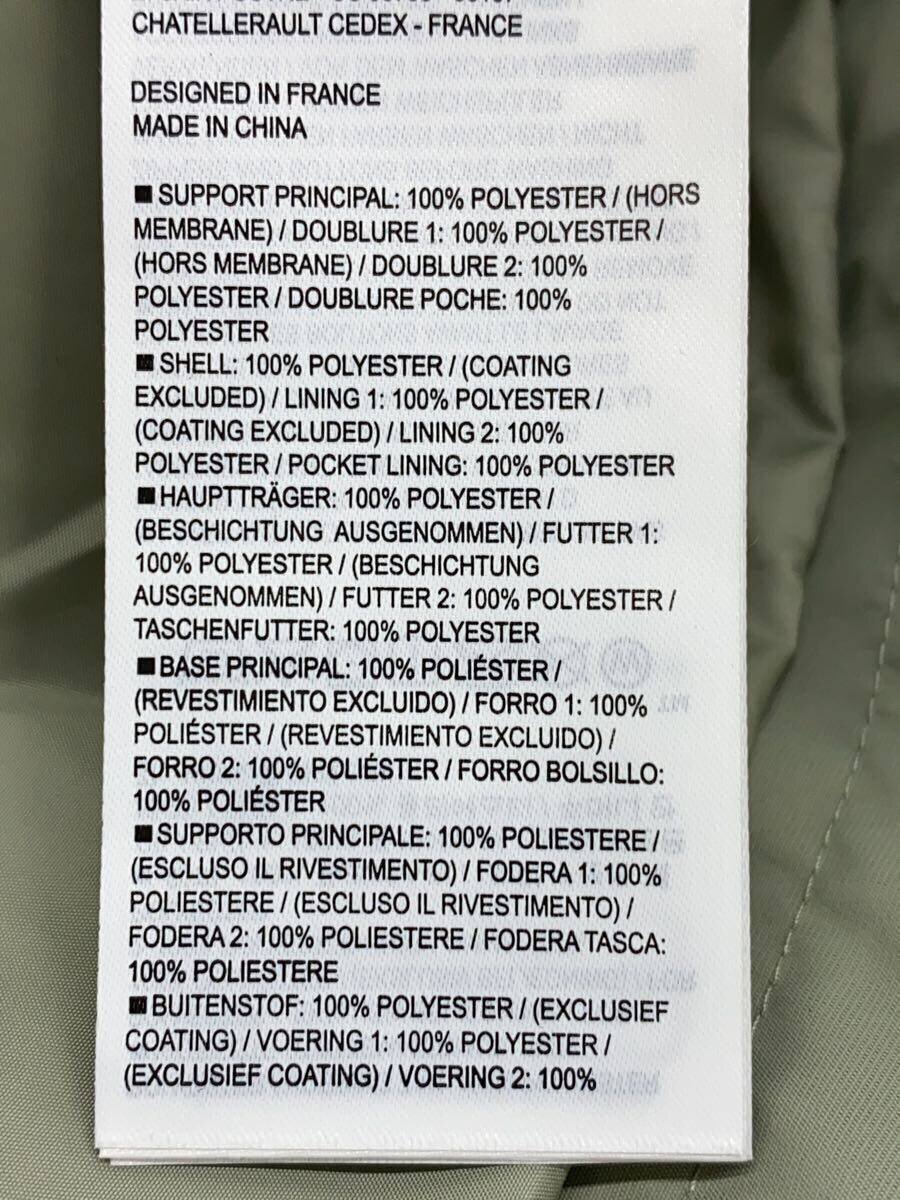 CHATELLERAULT CEDEX - FRANCE
DESIGNED IN FRANCE
MADE IN CHINA
■ SUPPORT PRINCIPAL: 100% POLYESTER / (HORS
MEMBRANE) / DOUBLURE 1: 100% POLYESTER /
(HORS MEMBRANE) / DOUBLURE 2: 100%
POLYESTER / DOUBLURE POCHE: 100%
POLYESTER
■ SHELL: 100% POLYESTER / (COATING
EXCLUDED) / LINING 1: 100% POLYESTER /
(COATING EXCLUDED) / LINING 2: 100%
POLYESTER / POCKET LINING: 100% POLYESTER
■ HAUPTTRÄGER: 100% POLYESTER /
(BESCHICHTUNG AUSGENOMMEN) / FUTTER 1:
100% POLYESTER / (BESCHICHTUNG
AUSGENOMMEN) / FUTTER 2: 100% POLYESTER /
TASCHENFUTTER: 100% POLYESTER
■ BASE PRINCIPAL: 100% POLIÉSTER /
(REVESTIMIENTO EXCLUIDO) / FORRO 1: 100%
POLIÉSTER / (REVESTIMIENTO EXCLUIDO) /
FORRO 2: 100% POLIÉSTER / FORRO BOLSILLO:
100% POLIÉSTER
■ SUPPORTO PRINCIPALE: 100% POLIESTERE /
(ESCLUSO IL RIVESTIMENTO) / FODERA 1: 100%
POLIESTERE / (ESCLUSO IL RIVESTIMENTO) /
FODERA 2: 100% POLIESTERE / FODERA TASCA:
100% POLIESTERE
■ BUITENSTOF: 100% POLYESTER / (EXCLUSIEF
COATING) / VOERING 1: 100% POLYESTER /
(EXCLUSIEF COATING) / VOERING 2: 100%